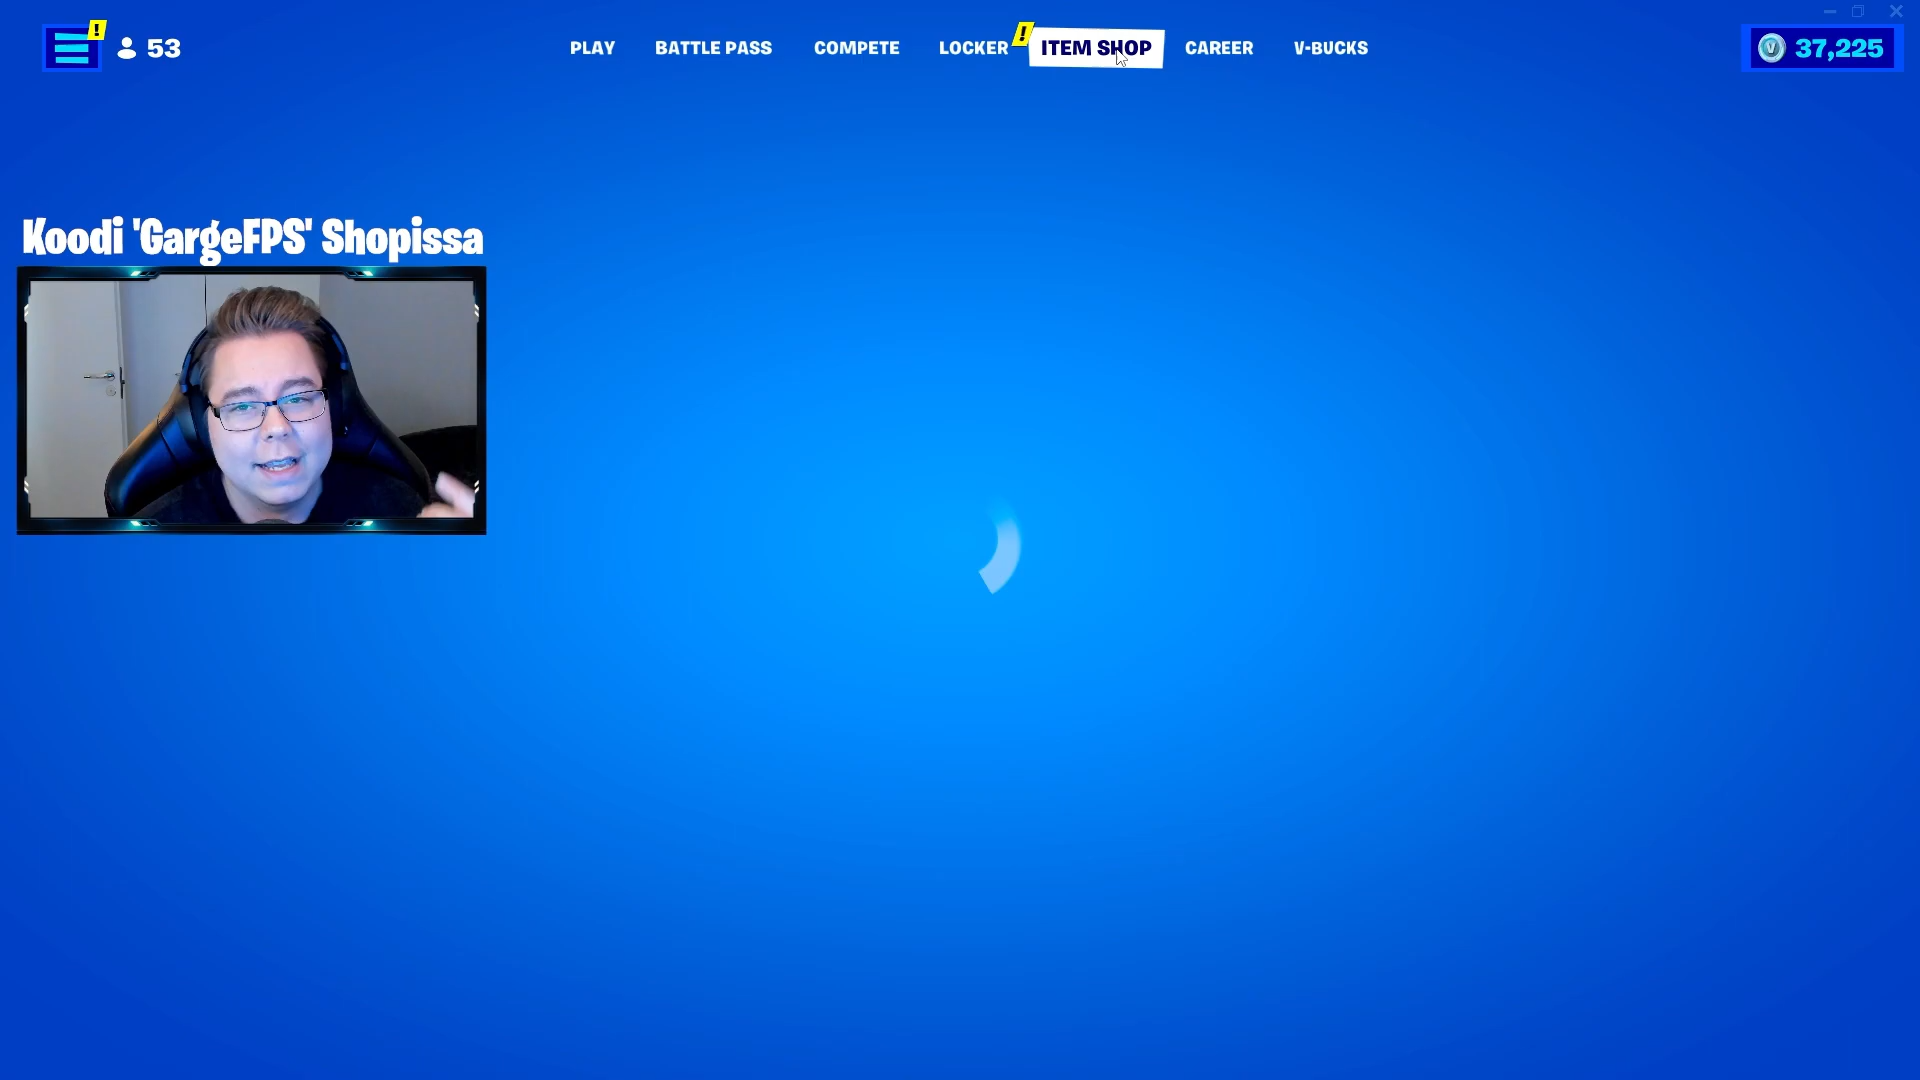 53
PLAY
BATTLE PASS
COMPETE
LOCKER
ITEM SHOP
CAREER
V-BUCKS
37,225
Koodi 'GargeFPS' Shopissa